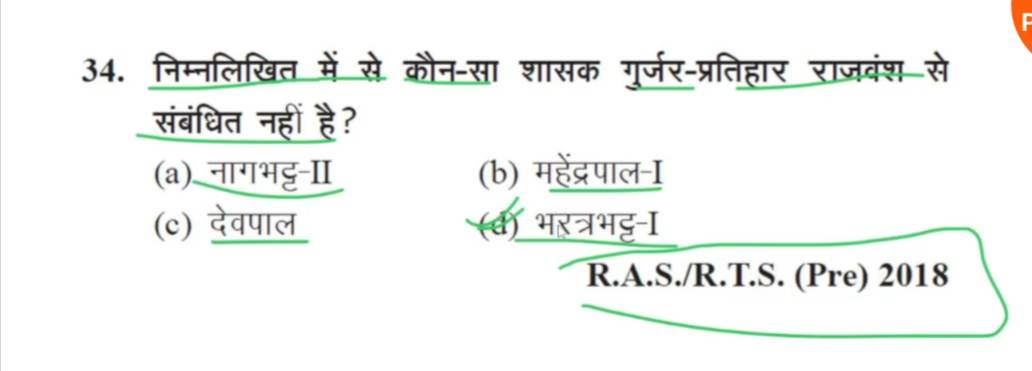 34. निम्नलिखित में से कौन-सा शासक गुर्जर-प्रतिहार राजवंश से
संबंधित नहीं है?
(a) नागभट्ट-II (b) महेंद्रपाल-I
(c) देवपाल (d) भरत्रभट्ट-I
R.A.S./R.T.S. (Pre) 2018